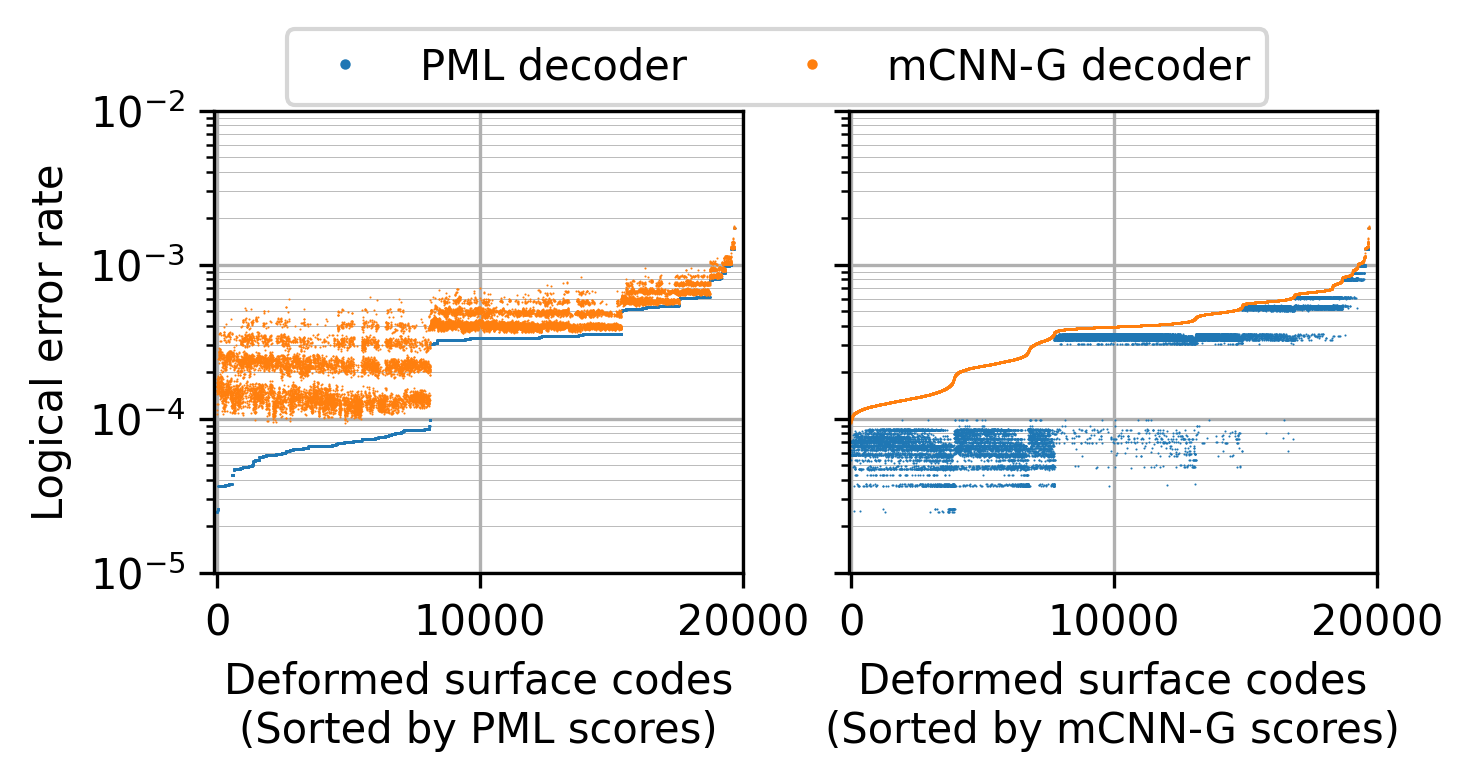 PML decoder
mCNN-G decoder
Logical error rate
10⁻²
10⁻³
10⁻⁴
10⁻⁵
0
10000
20000
0
10000
20000
Deformed surface codes
(Sorted by PML scores)
Deformed surface codes
(Sorted by mCNN-G scores)